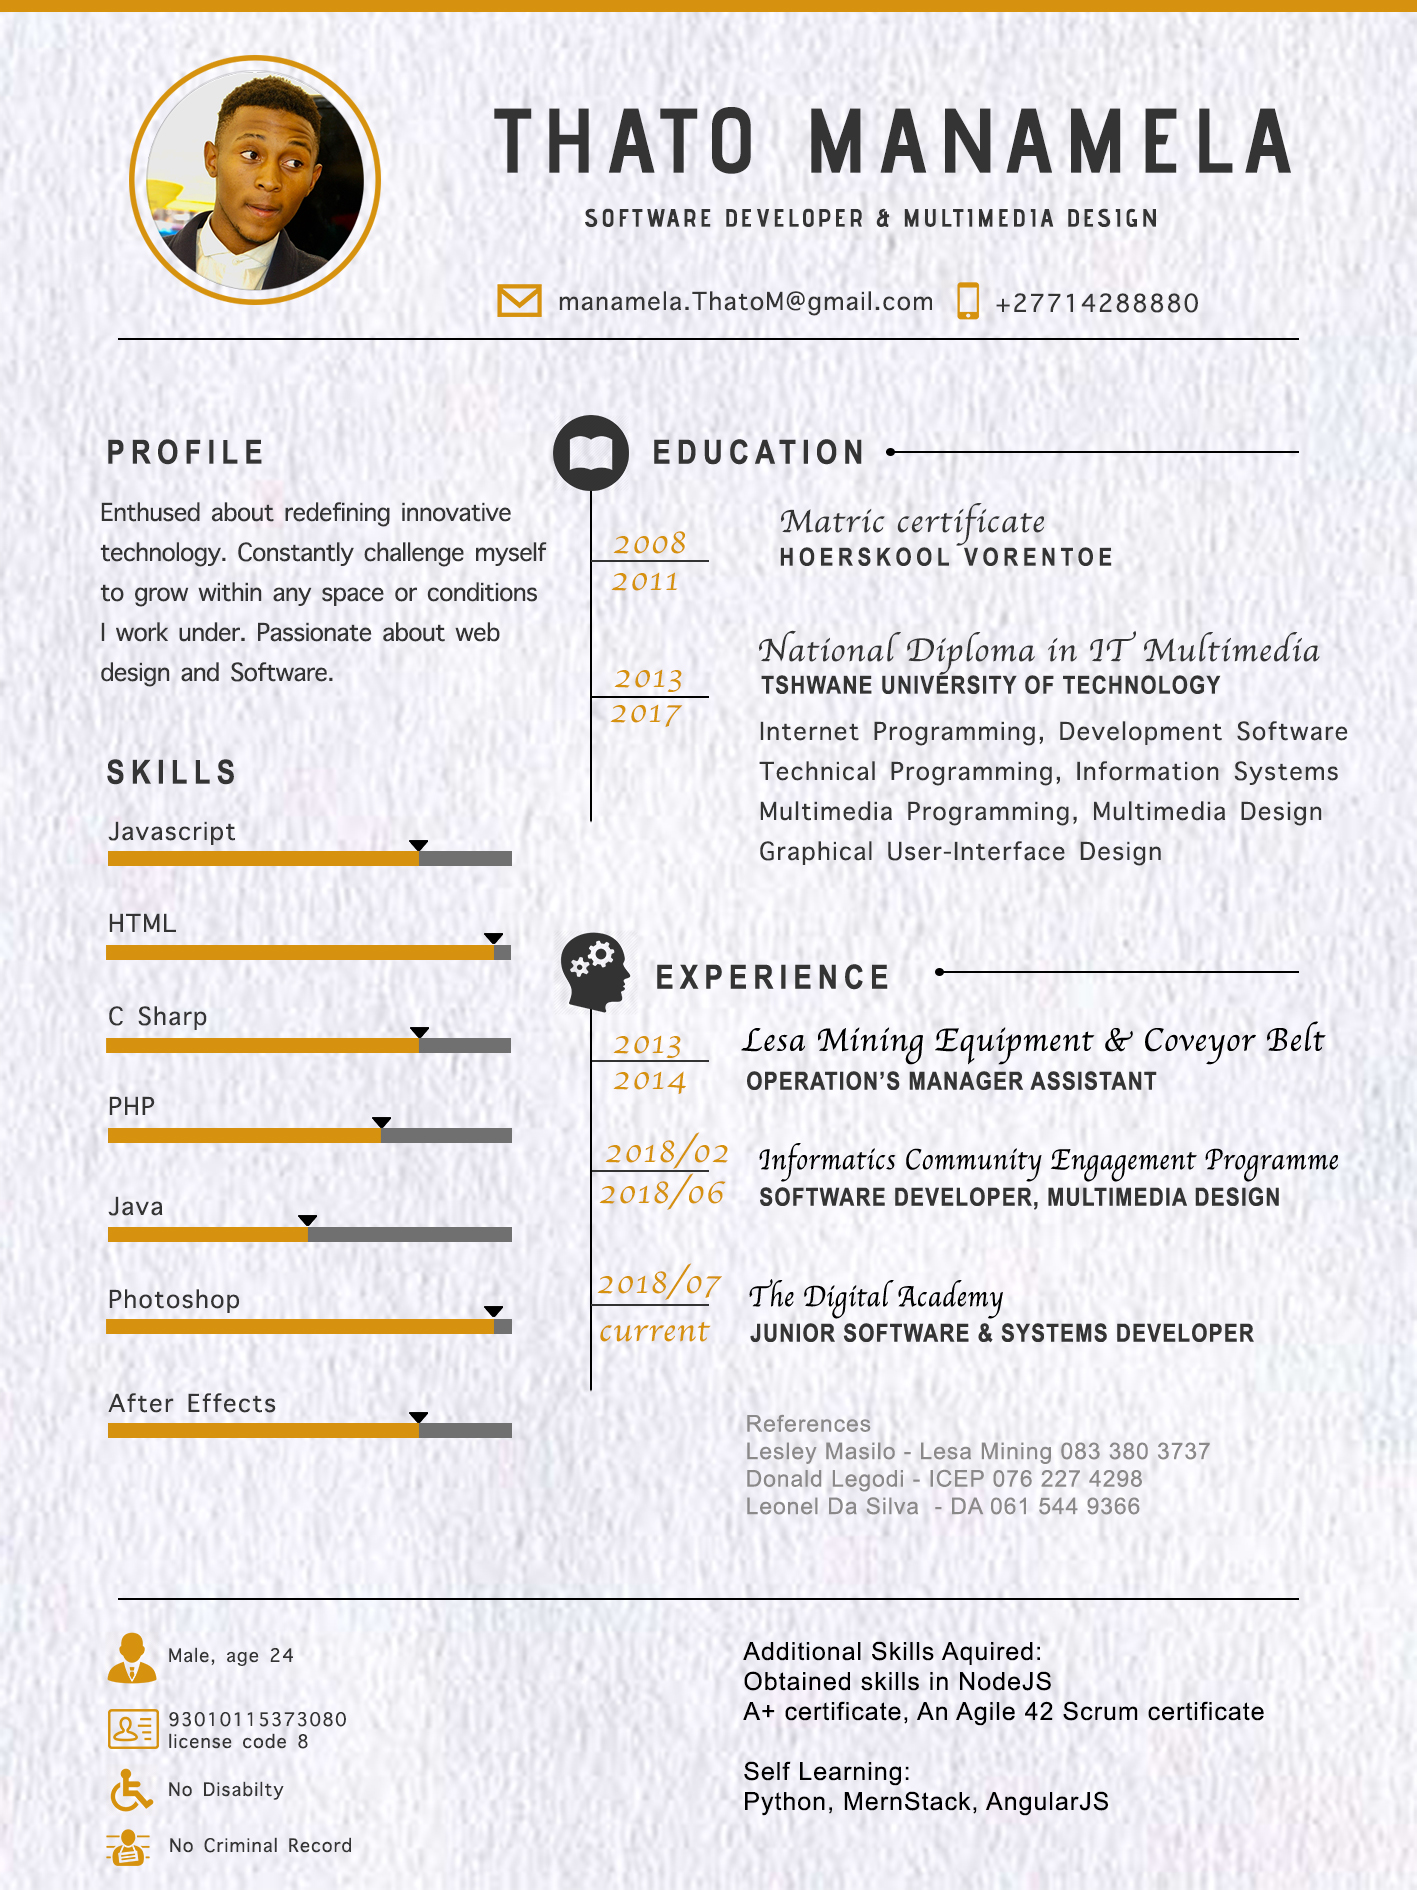 THATO MANAMELA
SOFTWARE DEVELOPER & MULTIMEDIA DESIGN
manamela.ThatoM@gmail.com
+27714288880
PROFILE
Enthused about redefining innovative
technology. Constantly challenge myself
to grow within any space or conditions
I work under. Passionate about web
design and Software.
SKILLS
Javascript
HTML
C Sharp
PHP
Java
Photoshop
After Effects
EDUCATION
2008
2011
Matric certificate
HOERSKOOL VORENTOE
2013
2017
National Diploma in IT Multimedia
TSHWANE UNIVERSITY OF TECHNOLOGY
Internet Programming, Development Software
Technical Programming, Information Systems
Multimedia Programming, Multimedia Design
Graphical User-Interface Design
EXPERIENCE
2013
2014
Lesa Mining Equipment & Coveyor Belt
OPERATION'S MANAGER ASSISTANT
2018/02
2018/06
Informatics Community Engagement Programme
SOFTWARE DEVELOPER, MULTIMEDIA DESIGN
2018/07
current
The Digital Academy
JUNIOR SOFTWARE & SYSTEMS DEVELOPER
References
Lesley Masilo - Lesa Mining 083 380 3737
Donald Legodi - ICEP 076 227 4298
Leonel Da Silva - DA 061 544 9366
Male, age 24
93010115373080
license code 8
No Disabilty
No Criminal Record
Additional Skills Aquired:
Obtained skills in NodeJS
A+ certificate, An Agile 42 Scrum certificate
Self Learning:
Python, MernStack, AngularJS